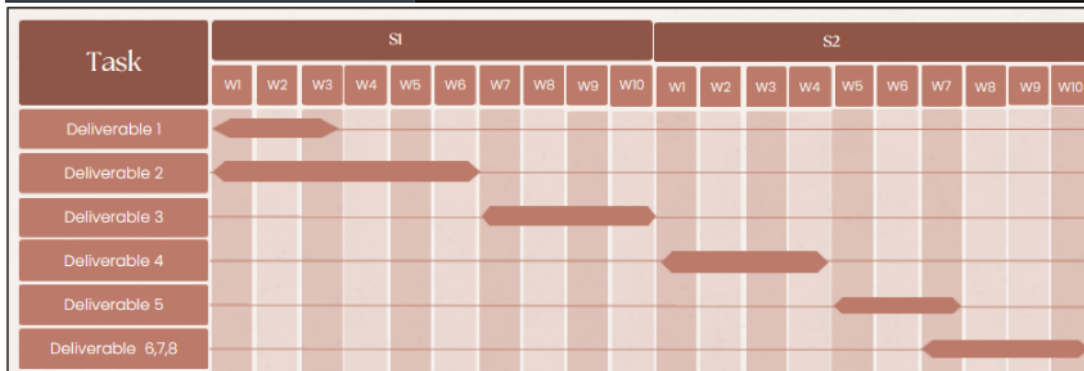 Task
S1
S2
W1 W2 W3 W4 W5 W6 W7 W8 W9 W10 W1 W2 W3 W4 W5 W6 W7 W8 W9 W10
Deliverable 1
Deliverable 2
Deliverable 3
Deliverable 4
Deliverable 5
Deliverable 6,7,8